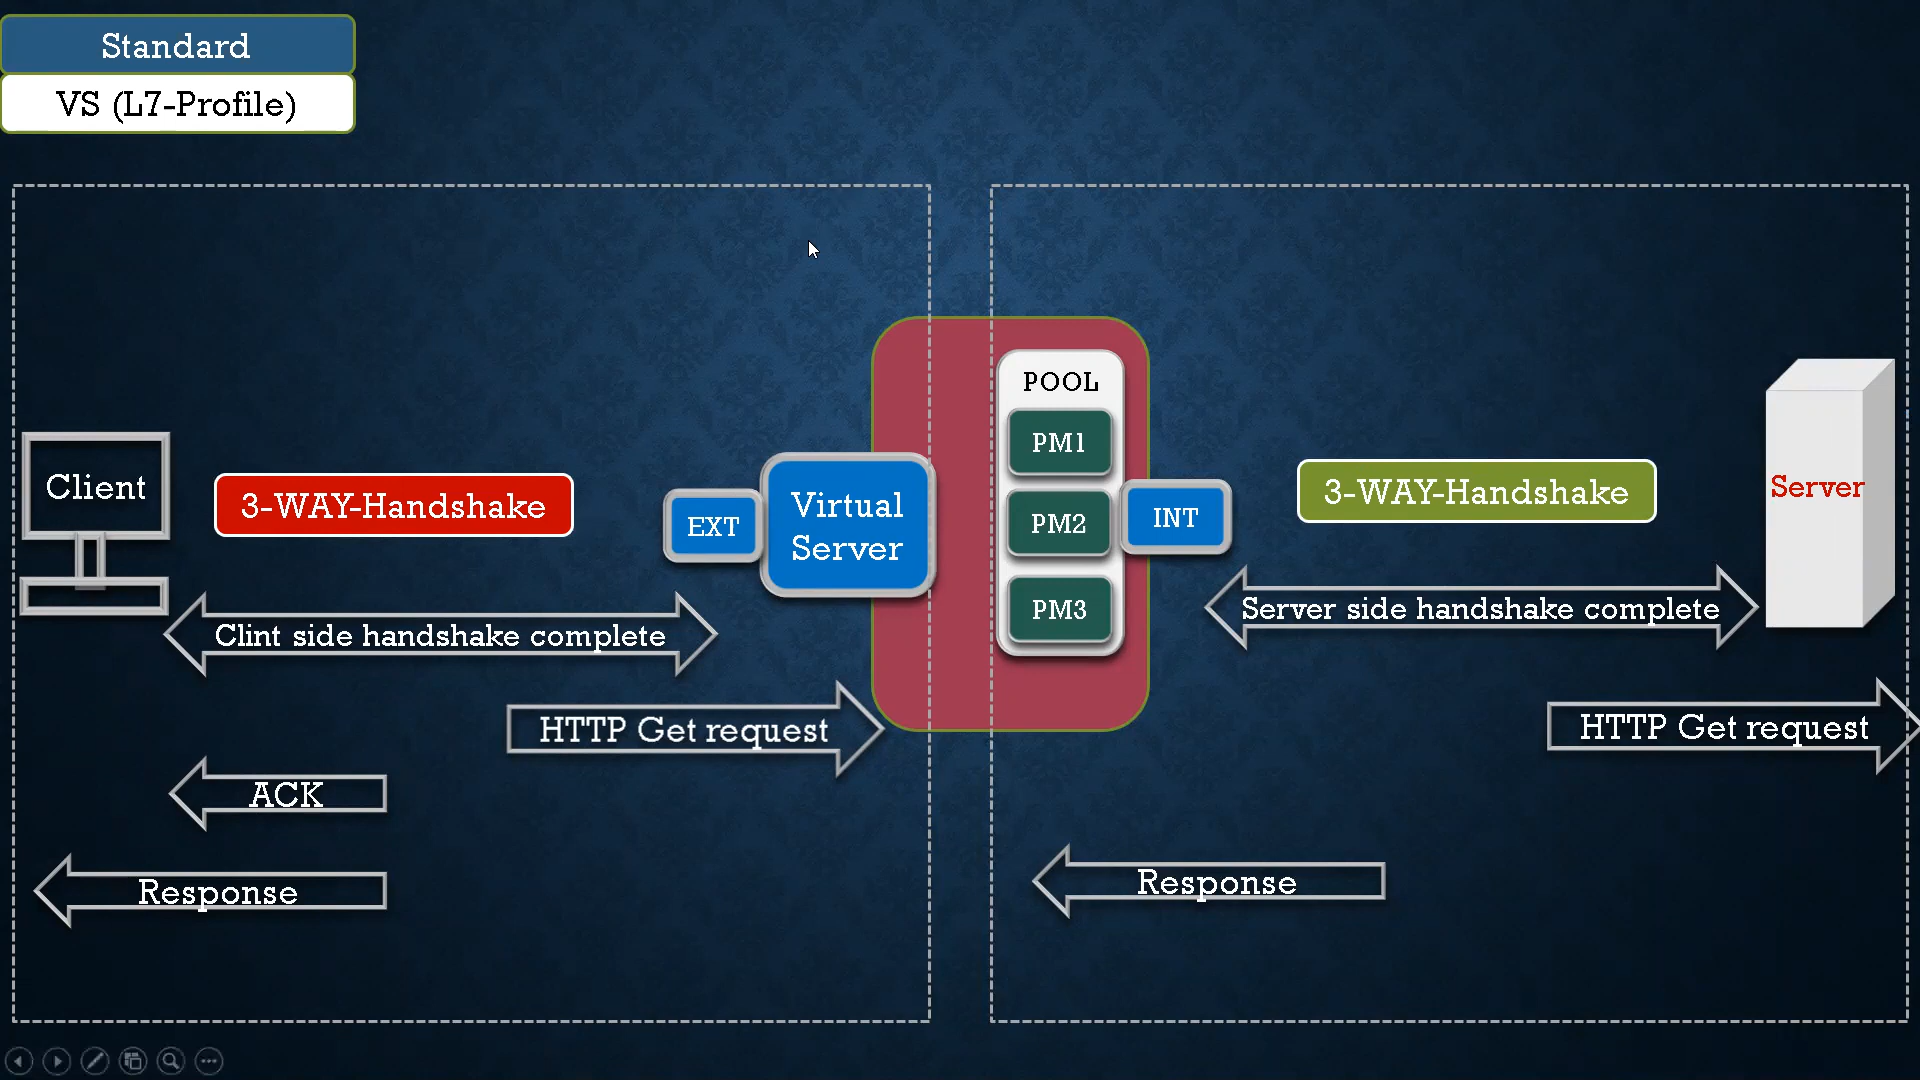 Standard
VS (L7-Profile)
POOL
PM1
PM2
PM3
Client
3-WAY-Handshake
EXT
Virtual
Server
INT
3-WAY-Handshake
Server
Clint side handshake complete
Server side handshake complete
HTTP Get request
HTTP Get request
ACK
Response
Response